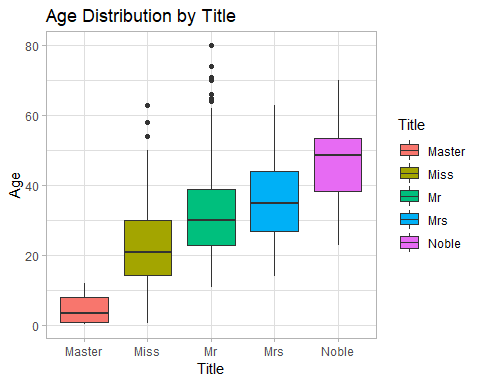 Age Distribution by Title
80
60
40
20
0
Age
Master Miss Mr Mrs Noble
Title
Title
Master
Miss
Mr
Mrs
Noble